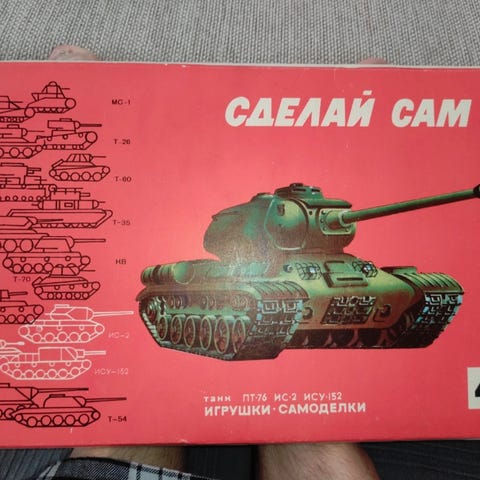 СДЕЛАЙ САМ
МС-1
Т-26
Т-60
Т-35
НВ
Т-70
ИС-2
ИСУ-152
Т-54
танк ПТ-76 ИС-2 ИСУ-152
ИГРУШКИ·САМОДЕЛКИ
4